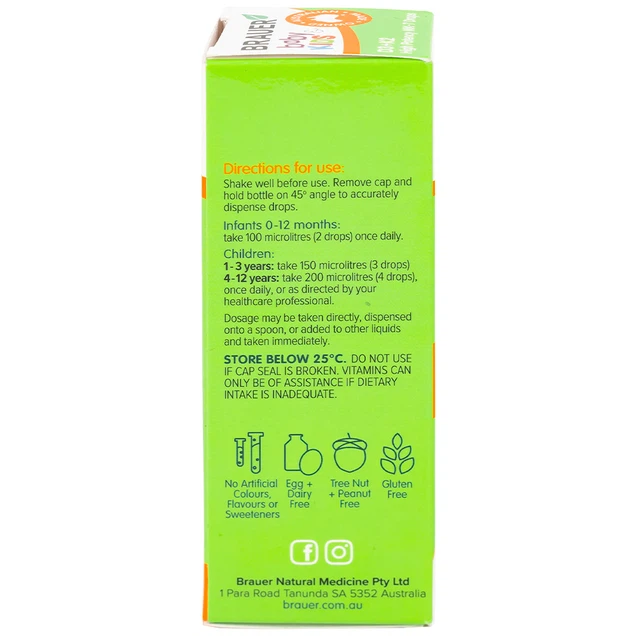 BRAUER
baby
KIDS
D3+K2
Directions for use:
Shake well before use. Remove cap and
hold bottle on 45° angle to accurately
dispense drops.
Infants 0-12 months:
take 100 microlitres (2 drops) once daily.
Children:
1-3 years: take 150 microlitres (3 drops)
4-12 years: take 200 microlitres (4 drops),
once daily, or as directed by your
healthcare professional.
Dosage may be taken directly, dispensed
onto a spoon, or added to other liquids
and taken immediately.
STORE BELOW 25°C. DO NOT USE
IF CAP SEAL IS BROKEN. VITAMINS CAN
ONLY BE OF ASSISTANCE IF DIETARY
INTAKE IS INADEQUATE.
No Artificial
Colours,
Flavours or
Sweeteners
Egg +
Dairy
Free
Tree Nut
+ Peanut
Free
Gluten
Free
Brauer Natural Medicine Pty Ltd
1 Para Road Tanunda SA 5352 Australia
brauer.com.au